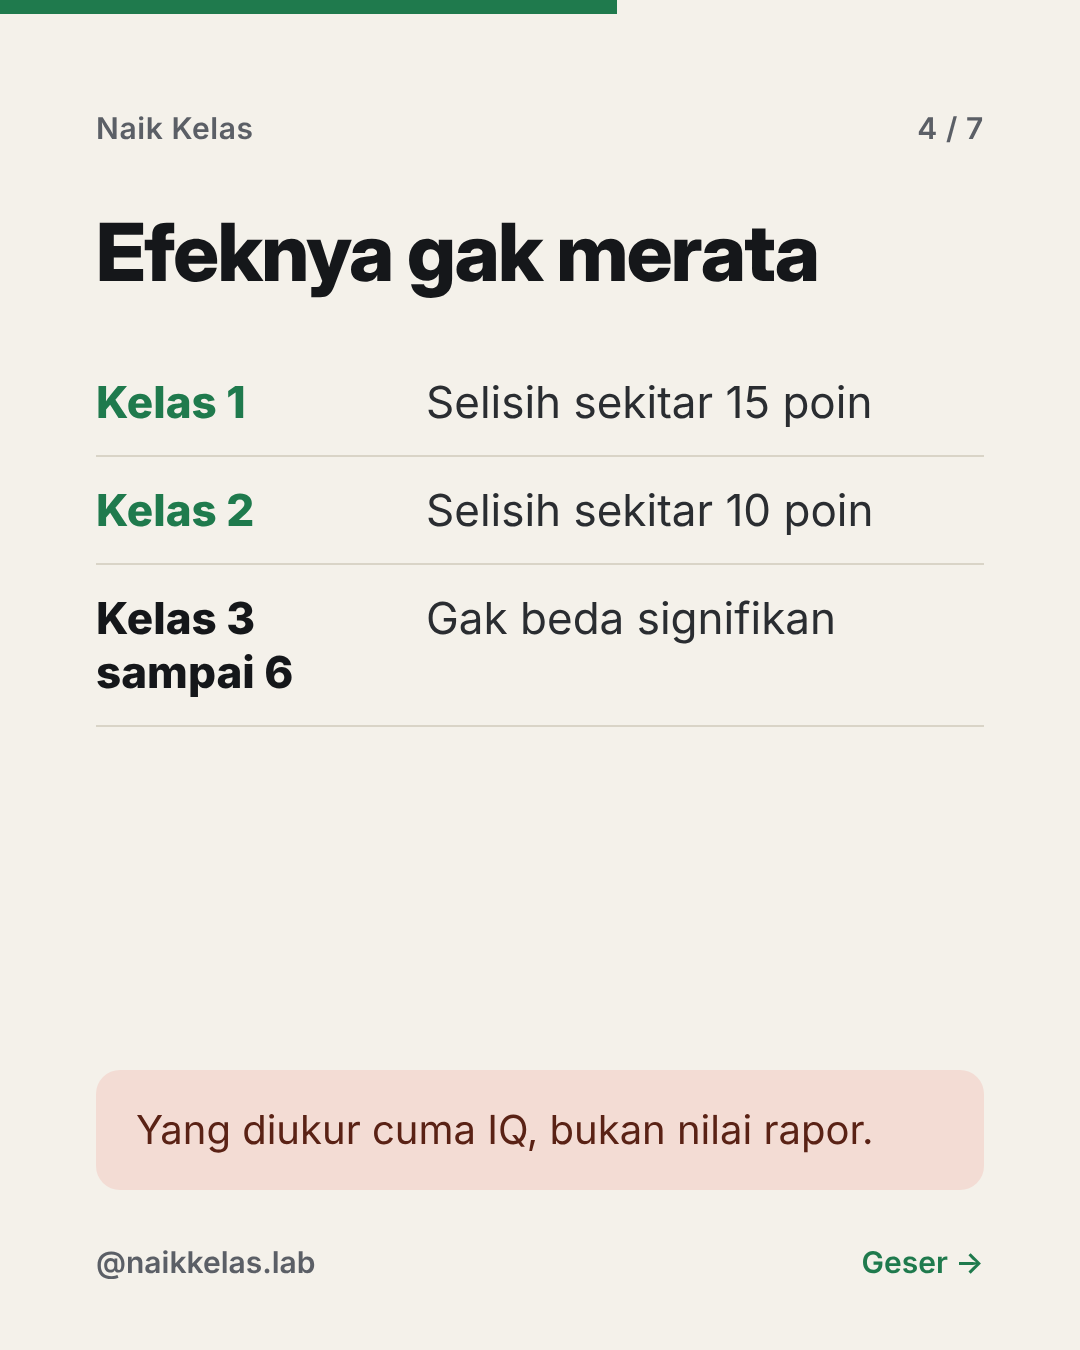 Naik Kelas
4 / 7
Efeknya gak merata
Kelas 1
Selisih sekitar 15 poin
Kelas 2
Selisih sekitar 10 poin
Kelas 3
sampai 6
Gak beda signifikan
Yang diukur cuma IQ, bukan nilai rapor.
@naikkelas.lab
Geser →